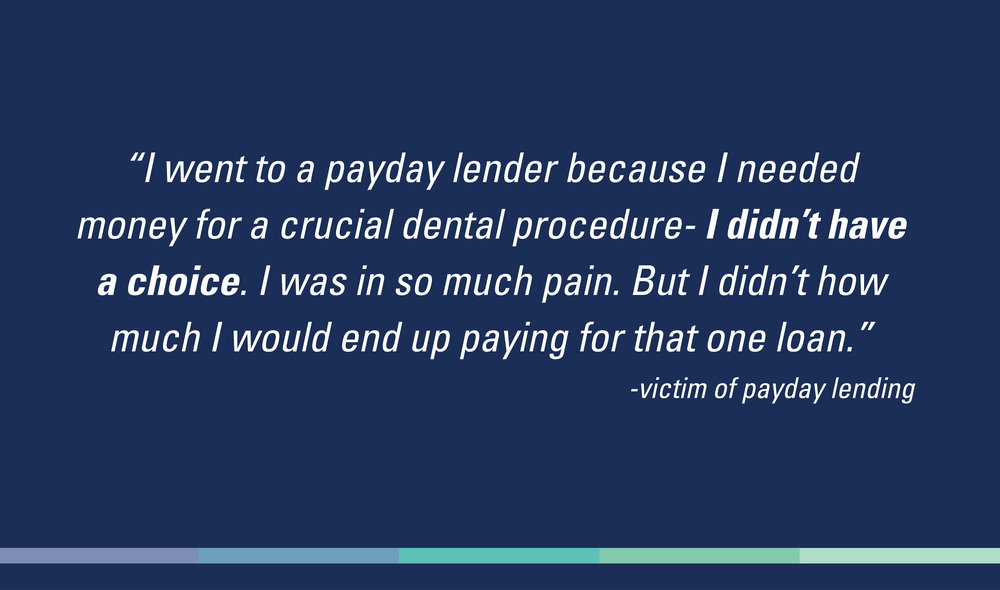 “I went to a payday lender because I needed
money for a crucial dental procedure- I didn’t have
a choice. I was in so much pain. But I didn’t how
much I would end up paying for that one loan.”
-victim of payday lending